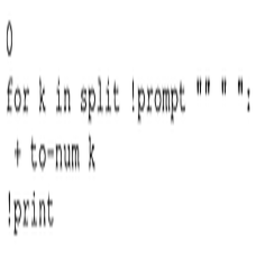 0
for k in split !prompt "" " ":
 + to-num k
!print